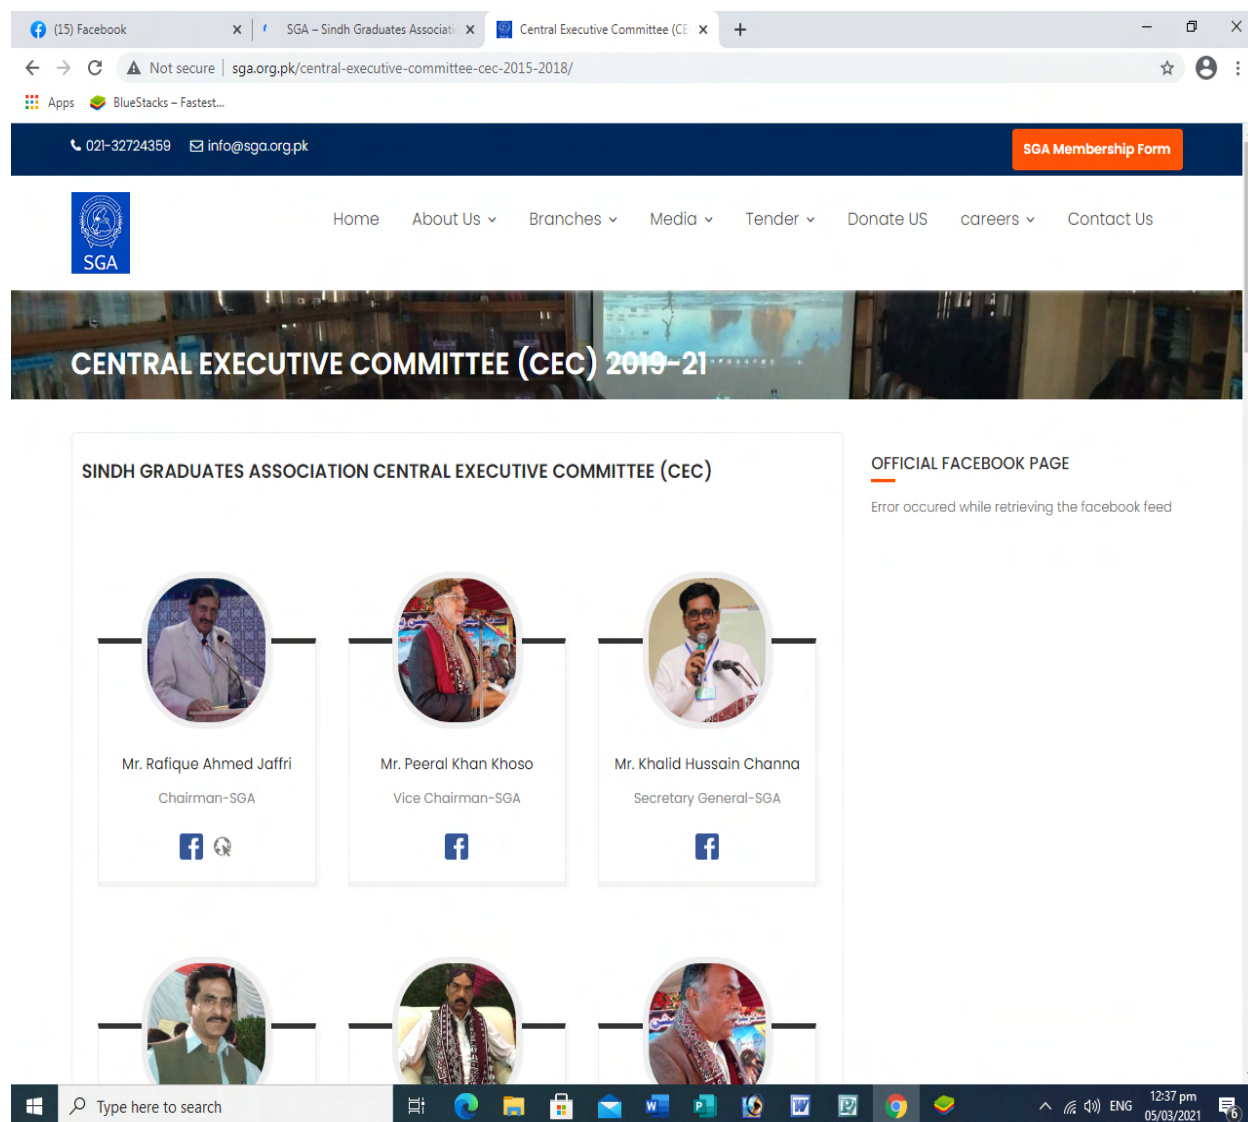 (15) Facebook
SGA – Sindh Graduates Associati
Central Executive Committee (CE
Not secure | sga.org.pk/central-executive-committee-cec-2015-2018/
Apps
BlueStacks – Fastest...
021-32724359
info@sga.org.pk
SGA Membership Form
SGA
Home
About Us
Branches
Media
Tender
Donate US
careers
Contact Us
CENTRAL EXECUTIVE COMMITTEE (CEC) 2019-21
SINDH GRADUATES ASSOCIATION CENTRAL EXECUTIVE COMMITTEE (CEC)
OFFICIAL FACEBOOK PAGE
Error occured while retrieving the facebook feed
Mr. Rafique Ahmed Jaffri
Chairman-SGA
Mr. Peeral Khan Khoso
Vice Chairman-SGA
Mr. Khalid Hussain Channa
Secretary General-SGA
Type here to search
ENG
12:37 pm
05/03/2021
6